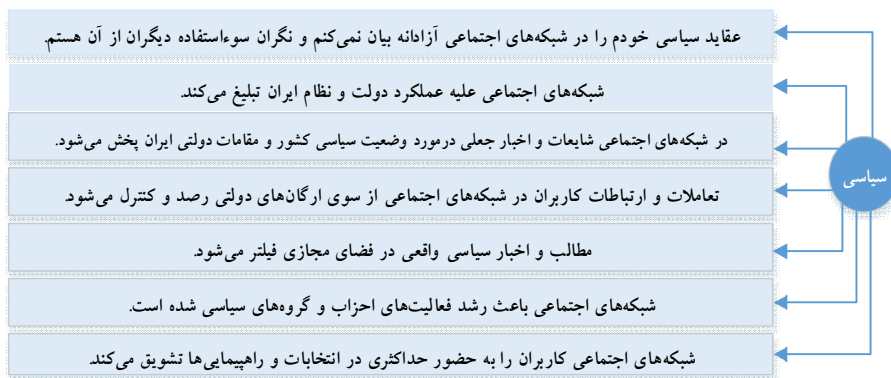 عقاید سیاسی خودم را در شبکه‌های اجتماعی آزادانه بیان نمی‌کنم و نگران سوءاستفاده دیگران از آن هستم.
شبکه‌های اجتماعی علیه عملکرد دولت و نظام ایران تبلیغ می‌کند.
در شبکه‌های اجتماعی شایعات و اخبار جعلی درمورد وضعیت سیاسی کشور و مقامات دولتی ایران پخش می‌شود.
سیاسی
تعاملات و ارتباطات کاربران در شبکه‌های اجتماعی از سوی ارگان‌های دولتی رصد و کنترل می‌شود.
مطالب و اخبار سیاسی واقعی در فضای مجازی فیلتر می‌شود.
شبکه‌های اجتماعی باعث رشد فعالیت‌های احزاب و گروه‌های سیاسی شده است.
شبکه‌های اجتماعی کاربران را به حضور حداکثری در انتخابات و راهپیمایی‌ها تشویق می‌کند.